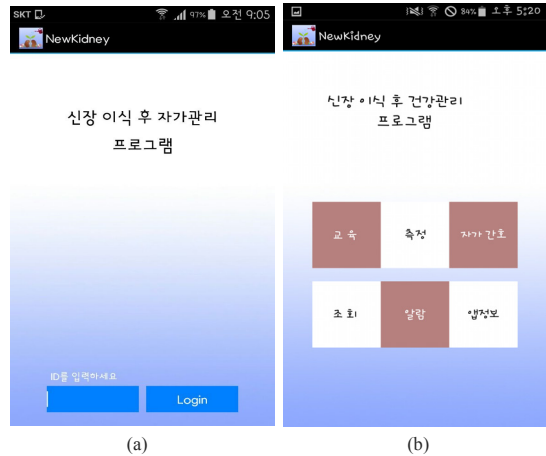 SKT 97% 오전 9:05
NewKidney
신장 이식 후 자가관리
프로그램
ID를 입력하세요
Login
(a)
84% 오후 5:20
NewKidney
신장 이식 후 건강관리
프로그램
교 육 측정 자가 간호
조 회 알람 앱정보
(b)